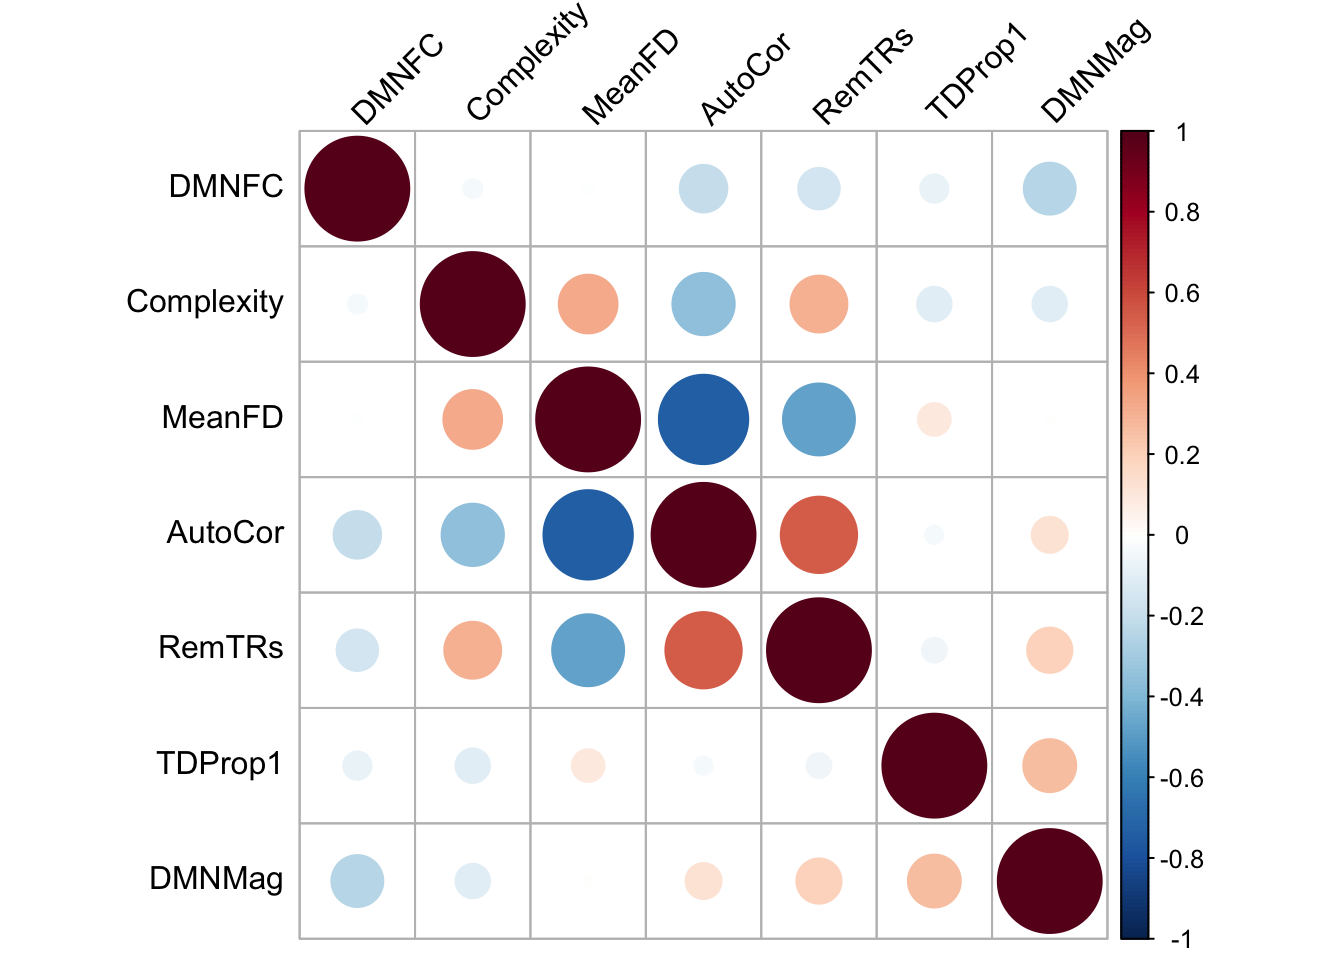 DMNFC
Complexity
MeanFD
AutoCor
RemTRs
TDProp1
DMNMag
DMNFC
Complexity
MeanFD
AutoCor
RemTRs
TDProp1
DMNMag
1
0.8
0.6
0.4
0.2
0
-0.2
-0.4
-0.6
-0.8
-1